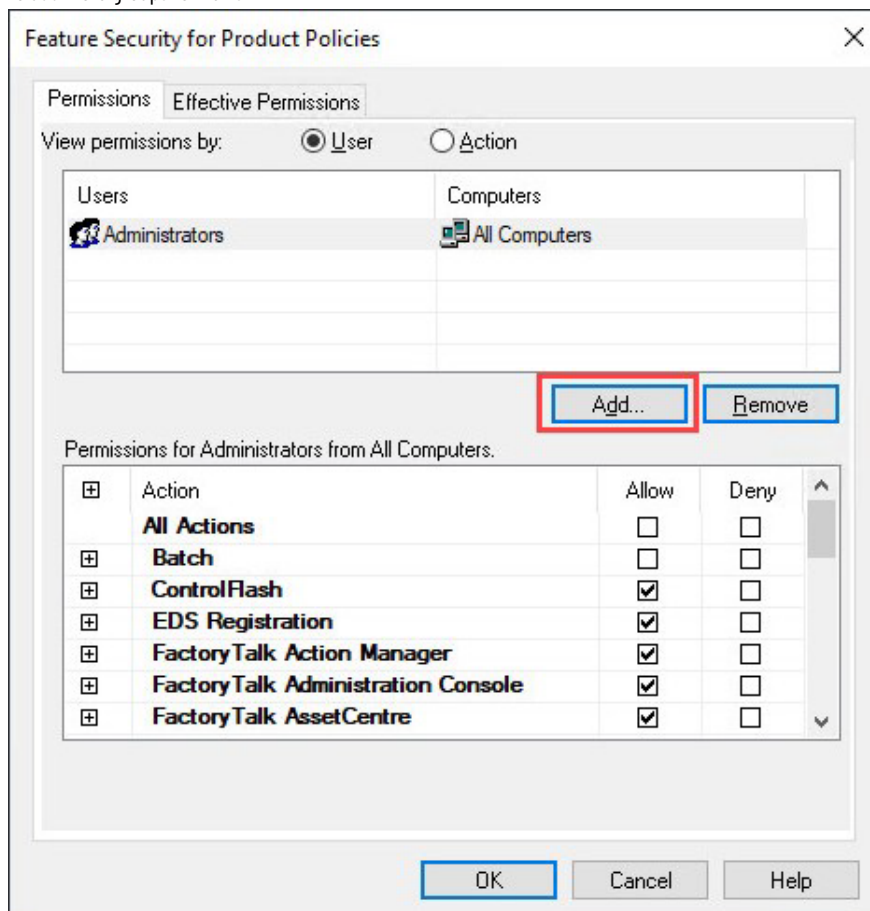 Feature Security for Product Policies
Permissions Effective Permissions
View permissions by: User Action
Users Computers
Administrators All Computers
Add... Remove
Permissions for Administrators from All Computers.
Action Allow Deny
All Actions
Batch
ControlFlash
EDS Registration
FactoryTalk Action Manager
FactoryTalk Administration Console
FactoryTalk AssetCentre
OK Cancel Help